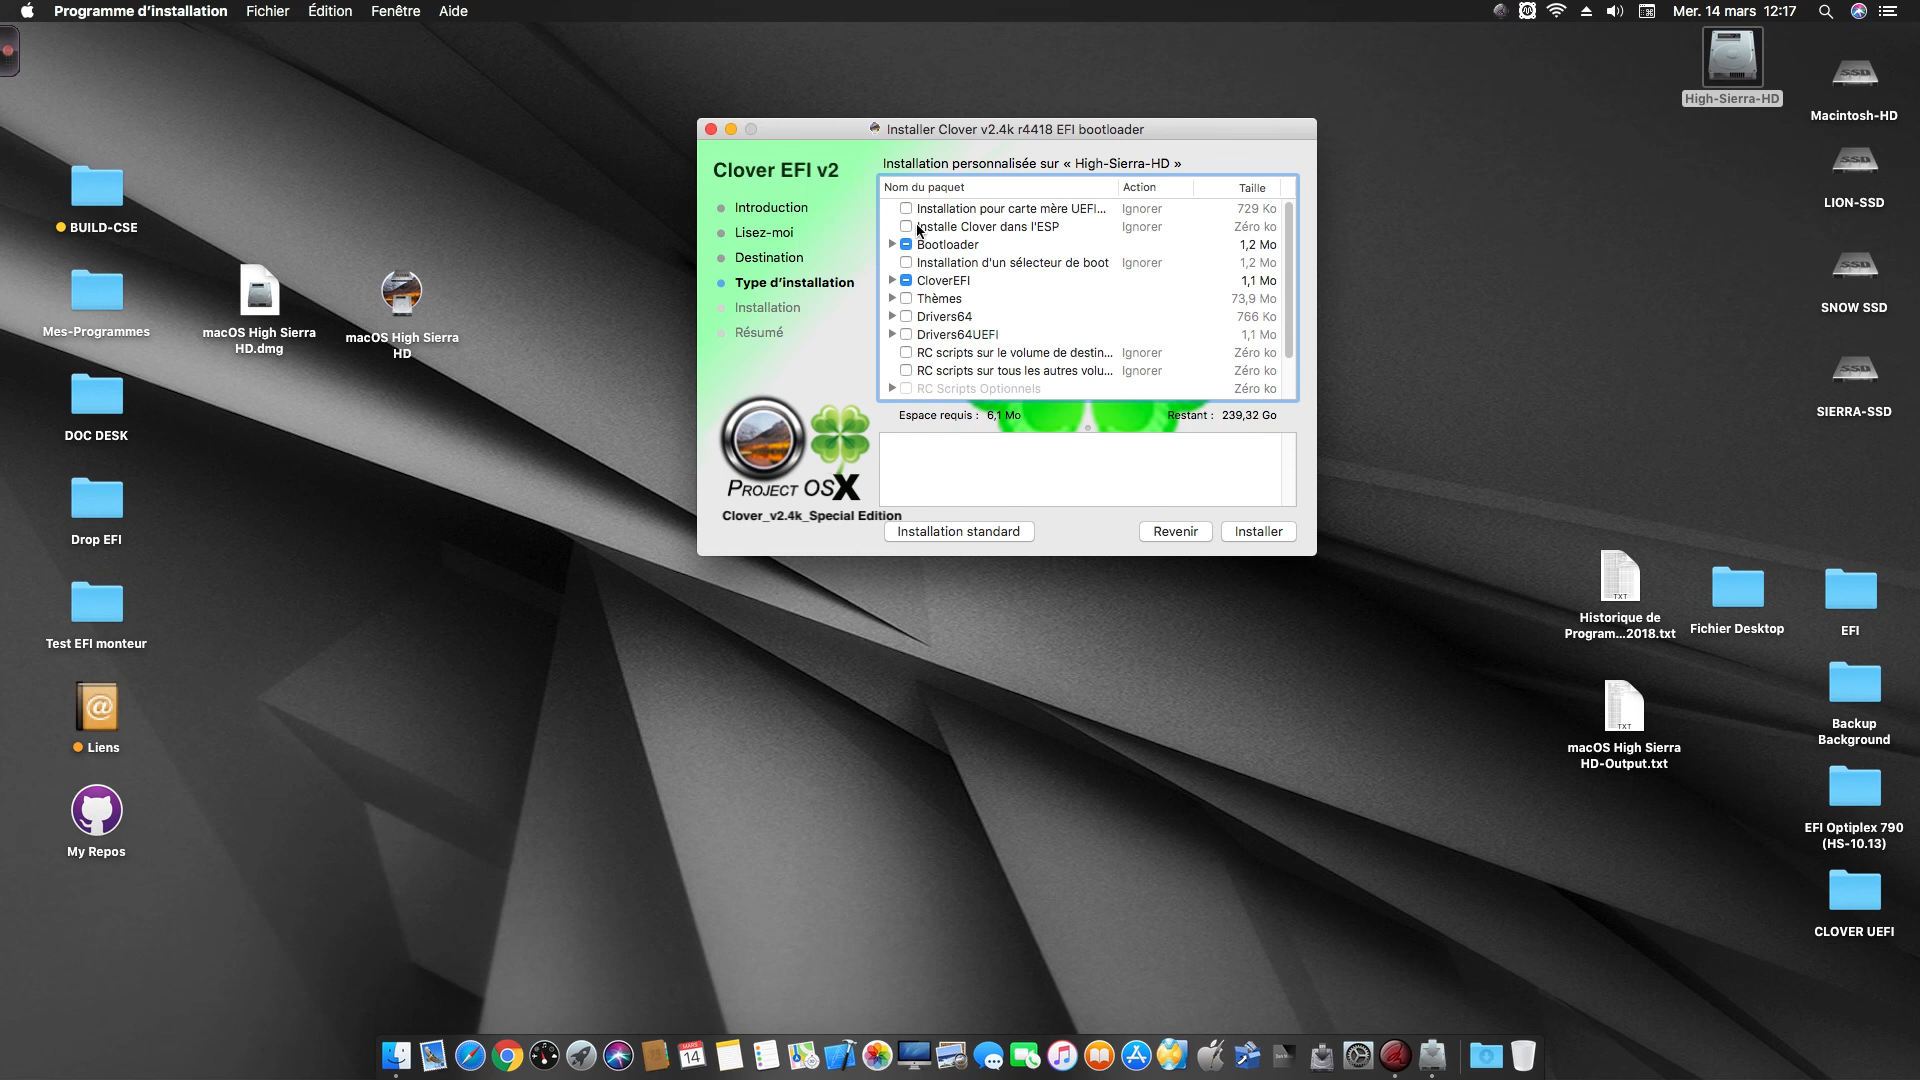 Programme d'installation Fichier Édition Fenêtre Aide
Mer. 14 mars 12:17
High-Sierra-HD
Macintosh-HD
LION-SSD
SNOW SSD
SIERRA-SSD
BUILD-CSE
Mes-Programmes
DOC DESK
Drop EFI
Test EFI monteur
Liens
My Repos
macOS High Sierra
HD.dmg
macOS High Sierra
HD
Installer Clover v2.4k r4418 EFI bootloader
Clover EFI v2
Introduction
Lisez-moi
Destination
Type d'installation
Installation
Résumé
PROJECT OSX
Clover_v2.4k_Special Edition
Installation personnalisée sur « High-Sierra-HD »
Nom du paquet Action Taille
Installation pour carte mère UEFI... Ignorer 729 Ko
Installe Clover dans l'ESP Ignorer Zéro ko
Bootloader 1,2 Mo
Installation d'un sélecteur de boot Ignorer 1,2 Mo
CloverEFI 1,1 Mo
Thèmes 73,9 Mo
Drivers64 766 Ko
Drivers64UEFI 1,1 Mo
RC scripts sur le volume de destin... Ignorer Zéro ko
RC scripts sur tous les autres volu... Ignorer Zéro ko
RC Scripts Optionnels Zéro ko
Espace requis : 6,1 Mo Restant : 239,32 Go
Installation standard Revenir Installer
TXT
Historique de
Program...2018.txt
Fichier Desktop
EFI
TXT
macOS High Sierra
HD-Output.txt
Backup
Background
EFI Optiplex 790
(HS-10.13)
CLOVER UEFI
MARS
14